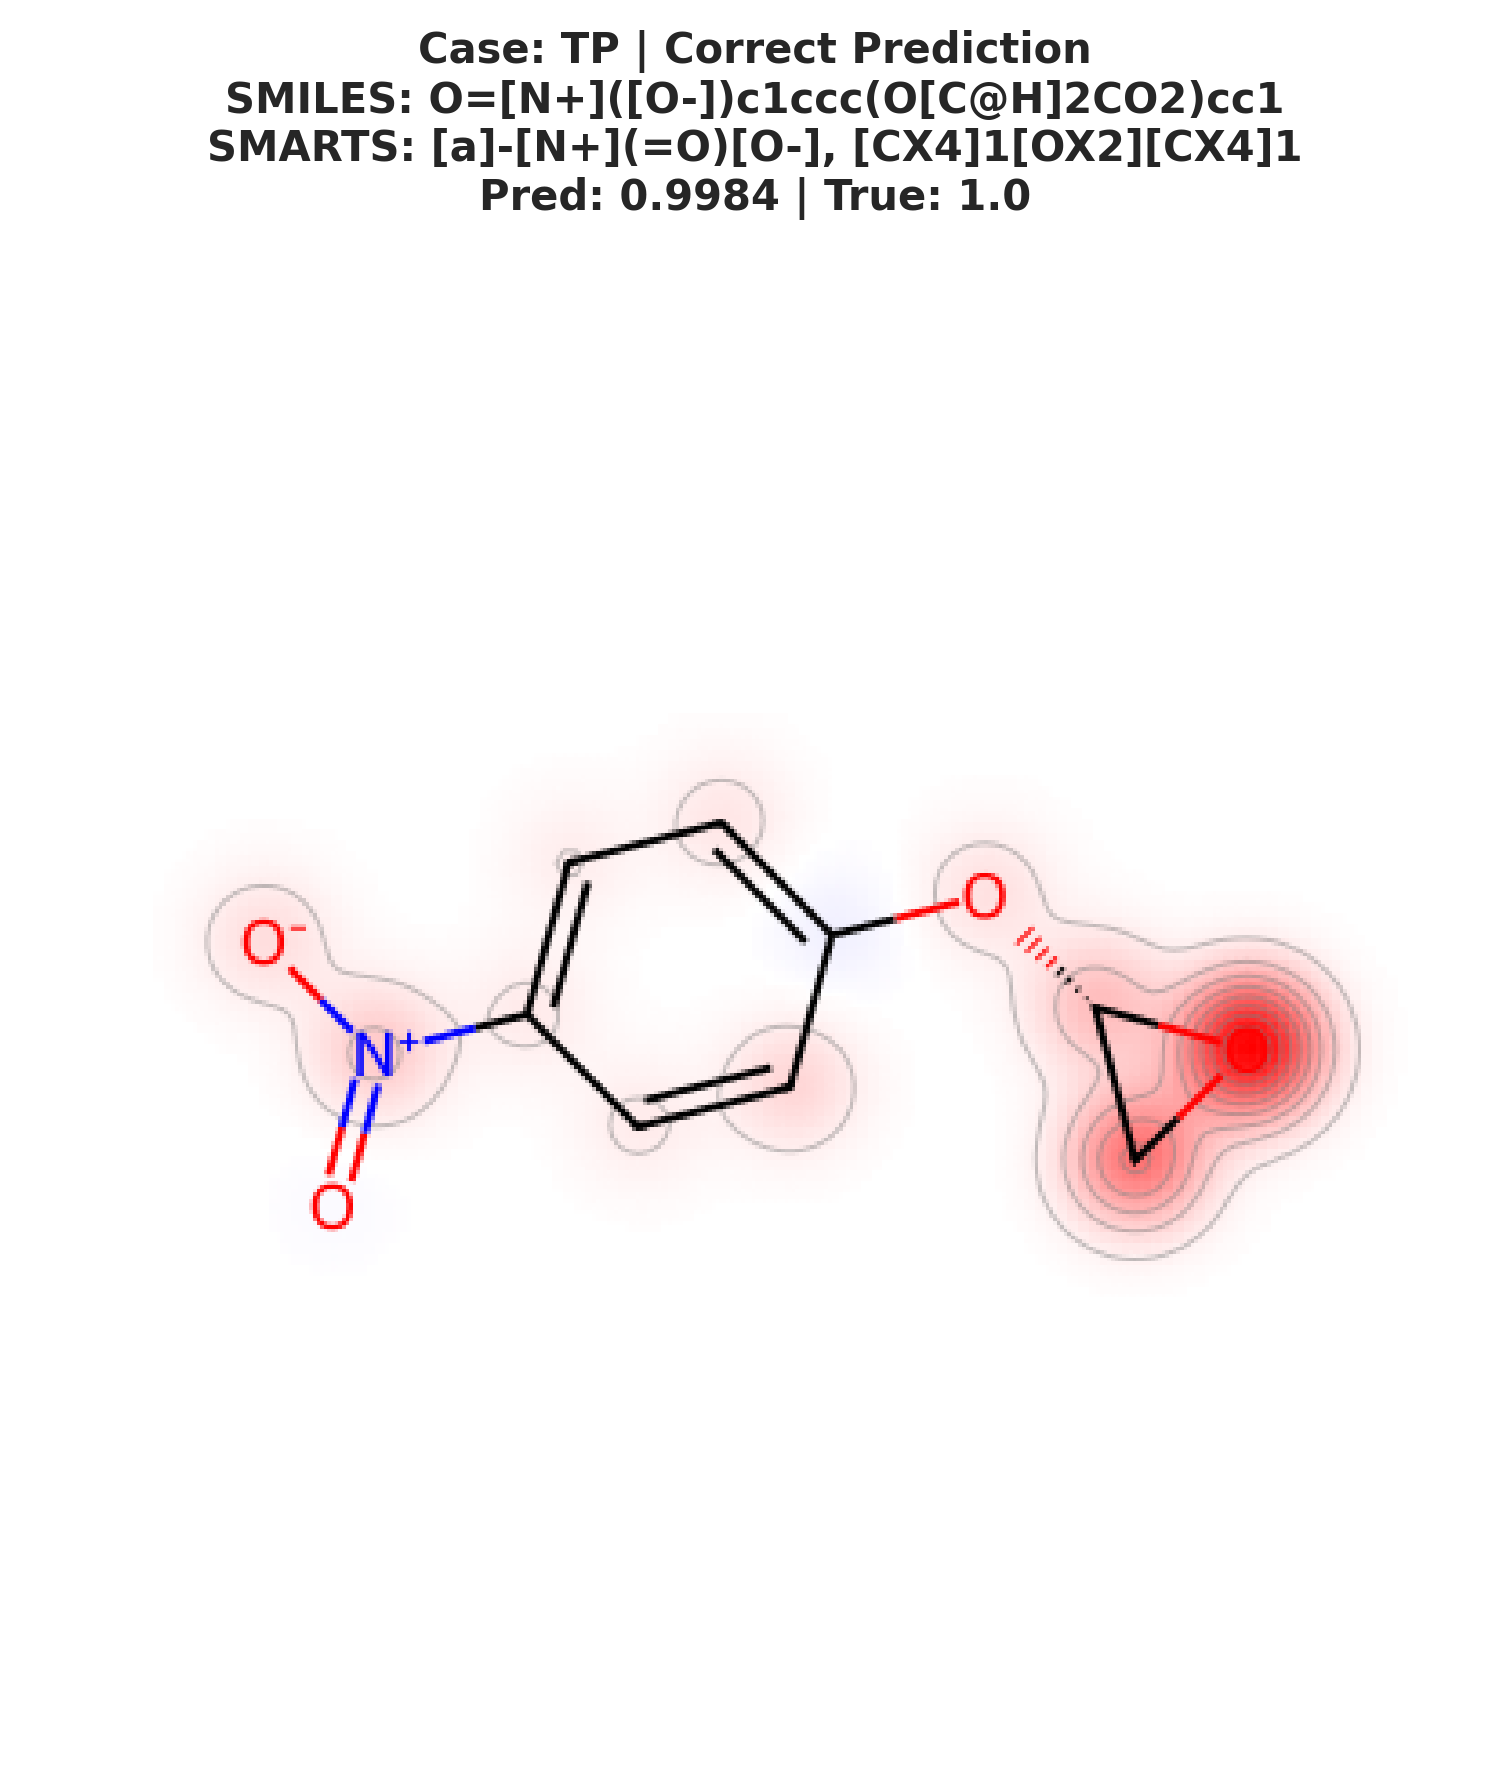 Case: TP | Correct Prediction
SMILES: O=[N+]([O-])c1ccc(O[C@H]2CO2)cc1
SMARTS: [a]-[N+](=O)[O-], [CX4]1[OX2][CX4]1
Pred: 0.9984 | True: 1.0
O
O⁻
O
N⁺
O